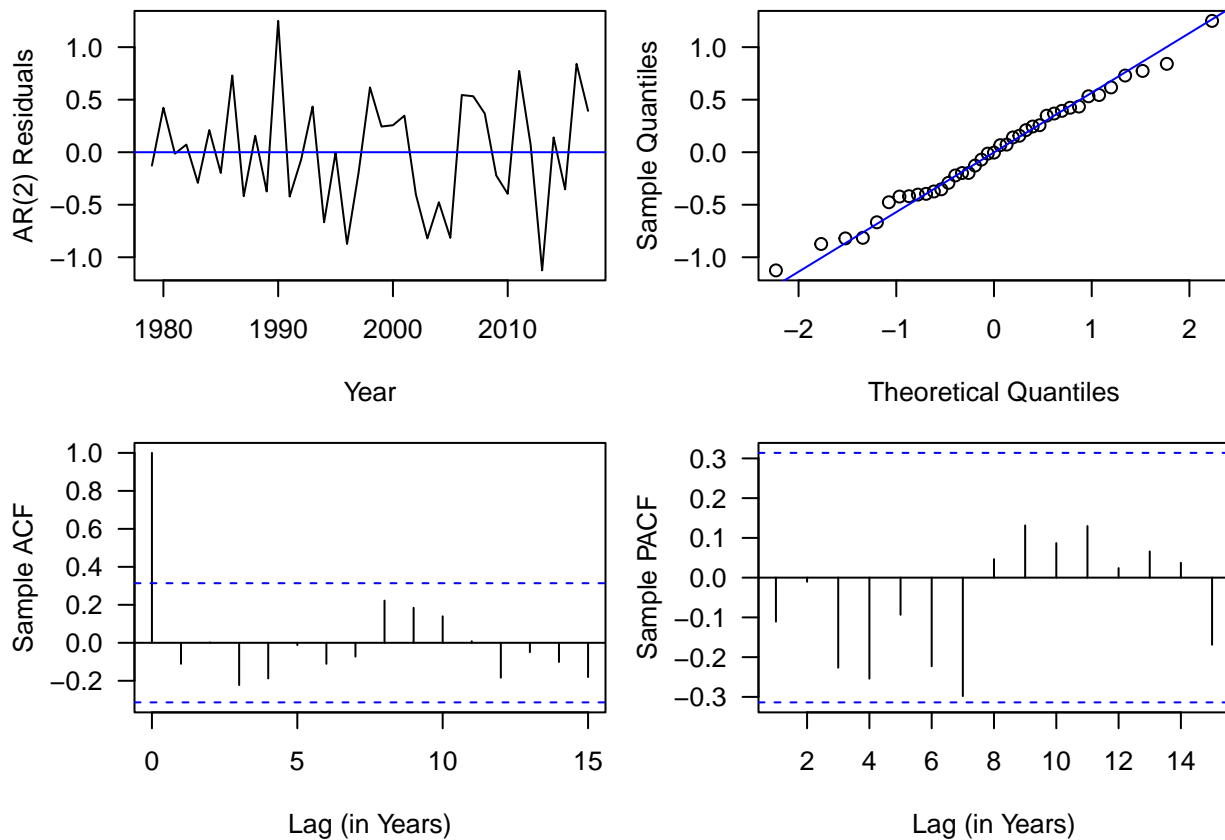 AR(2) Residuals
1.0
0.5
0.0
−0.5
−1.0
1980 1990 2000 2010
Year
Sample Quantiles
1.0
0.5
0.0
−0.5
−1.0
−2 −1 0 1 2
Theoretical Quantiles
Sample ACF
1.0
0.8
0.6
0.4
0.2
0.0
−0.2
0 5 10 15
Lag (in Years)
Sample PACF
0.3
0.2
0.1
0.0
−0.1
−0.2
−0.3
2 4 6 8 10 12 14
Lag (in Years)